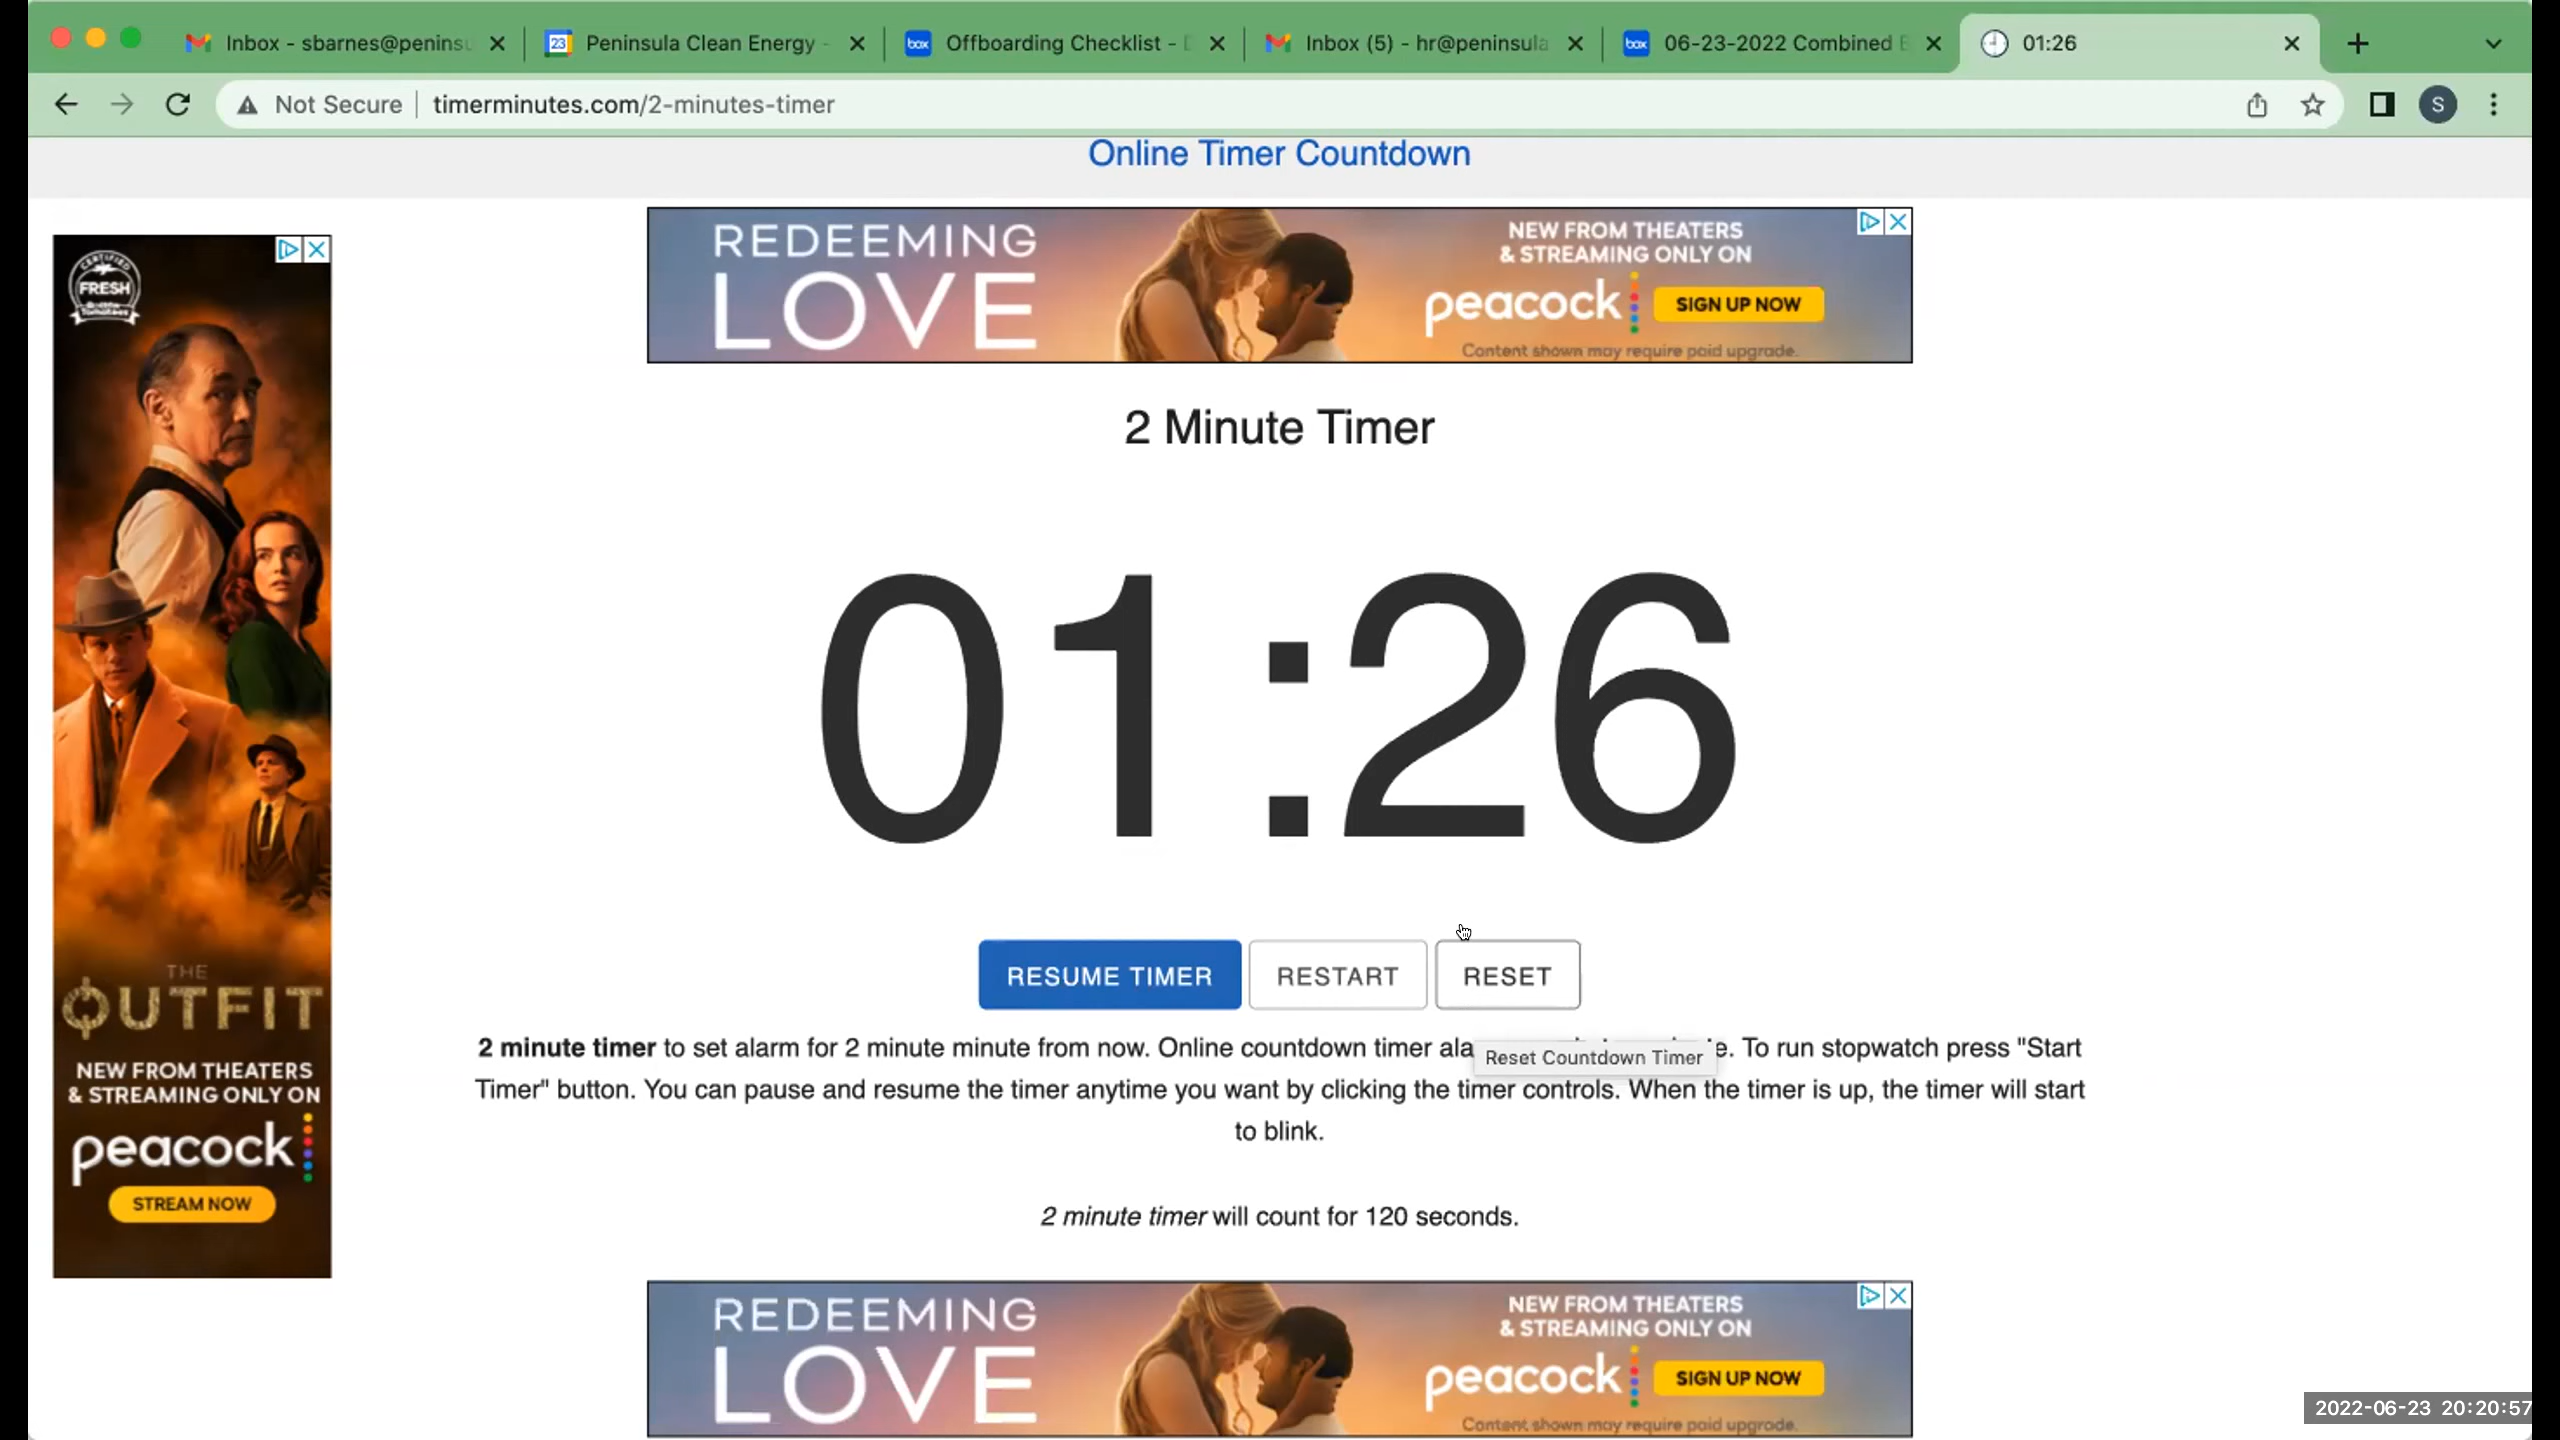 Inbox - sbarnes@penins
Peninsula Clean Energy -
box Offboarding Checklist -
Inbox (5) - hr@peninsula
box 06-23-2022 Combined
01:26
Not Secure timerminutes.com/2-minutes-timer
S
Online Timer Countdown
REDEEMING
LOVE
NEW FROM THEATERS
& STREAMING ONLY ON
peacock
SIGN UP NOW
Content shown may require paid upgrade.
CERTIFIED
FRESH
THE
OUTFIT
NEW FROM THEATERS
& STREAMING ONLY ON
peacock
STREAM NOW
2 Minute Timer
01:26
RESUME TIMER RESTART RESET
2 minute timer to set alarm for 2 minute minute from now. Online countdown timer ala e. To run stopwatch press "Start
Reset Countdown Timer
Timer" button. You can pause and resume the timer anytime you want by clicking the timer controls. When the timer is up, the timer will start
to blink.
2 minute timer will count for 120 seconds.
REDEEMING
LOVE
NEW FROM THEATERS
& STREAMING ONLY ON
peacock
SIGN UP NOW
Content shown may require paid upgrade.
2022-06-23 20:20:57